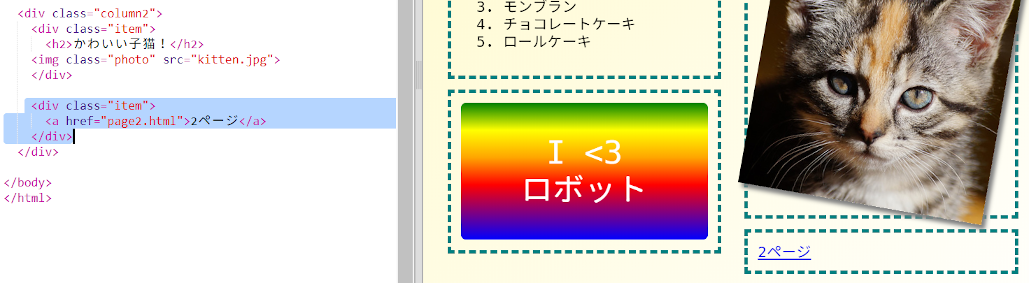 <div class="column2">
<div class="item">
<h2>かわいい子猫！</h2>
<img class="photo" src="kitten.jpg">
</div>
<div class="item">
<a href="page2.html">2ページ</a>
</div>
</div>
</body>
</html>
3. モンブラン
4. チョコレートケーキ
5. ロールケーキ
I <3
ロボット
2ページ